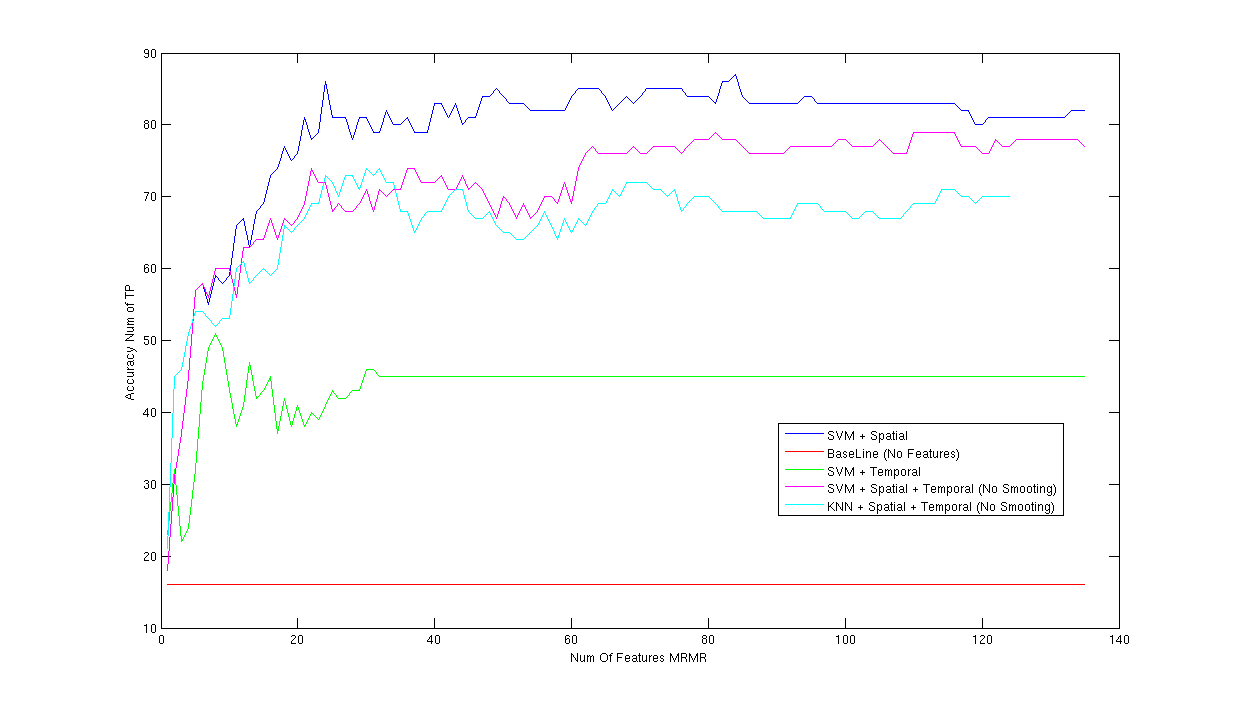 90
80
70
60
50
40
30
20
10
Accuracy Num of TP
SVM + Spatial
BaseLine (No Features)
SVM + Temporal
SVM + Spatial + Temporal (No Smooting)
KNN + Spatial + Temporal (No Smooting)
0 20 40 60 80 100 120 140
Num Of Features MRMR